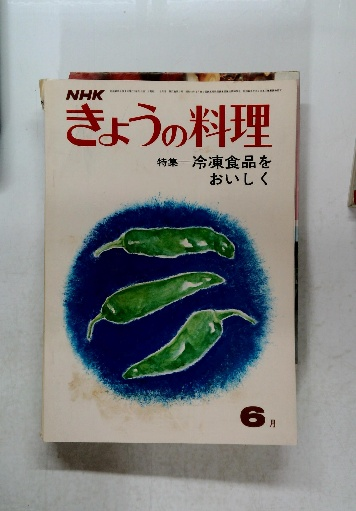 NHK
きょうの料理
特集―冷凍食品を
おいしく
6月